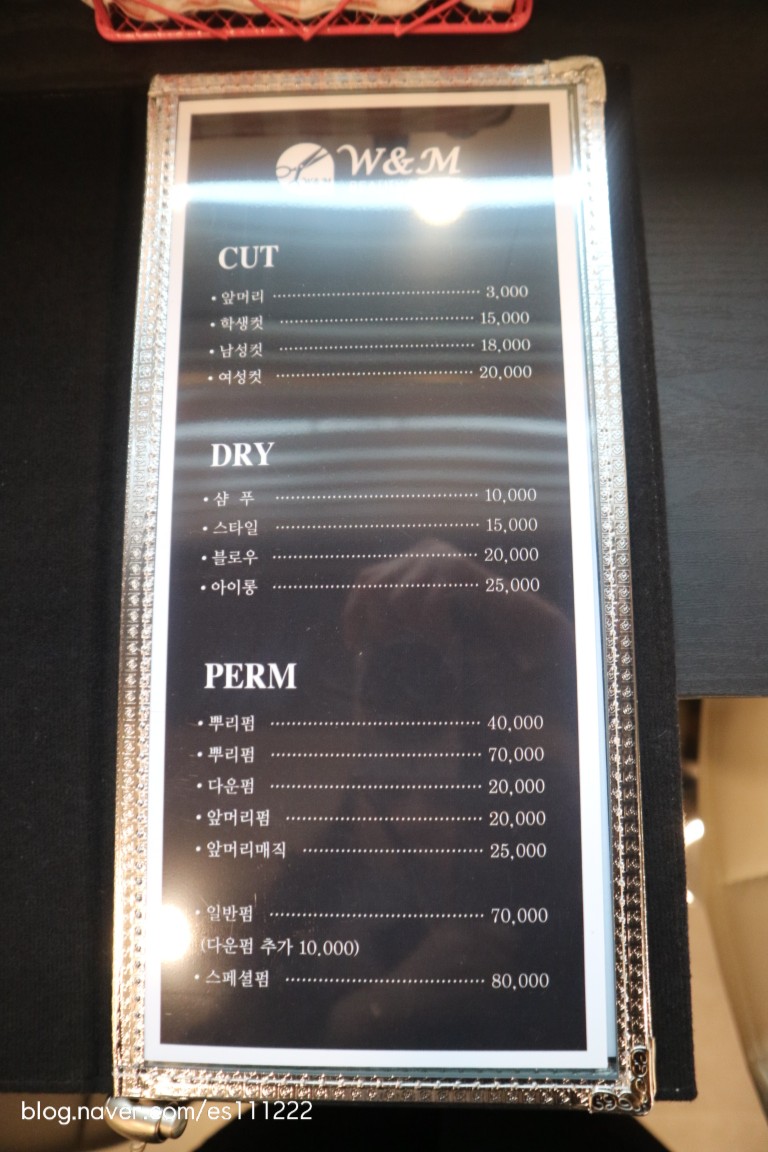 W&M
W&M
CUT
• 앞머리 ................ 3,000
• 학생컷 ................ 15,000
• 남성컷 ................ 18,000
• 여성컷 ................ 20,000
DRY
• 샴 푸 ................ 10,000
• 스타일 ................ 15,000
• 블로우 ................ 20,000
• 아이롱 ................ 25,000
PERM
• 뿌리펌 ................ 40,000
• 뿌리펌 ................ 70,000
• 다운펌 ................ 20,000
• 앞머리펌 ................ 20,000
• 앞머리매직 ................ 25,000
• 일반펌 ................ 70,000
(다운펌 추가 10,000)
• 스페셜펌 ................ 80,000
blog.naver.com/es111222